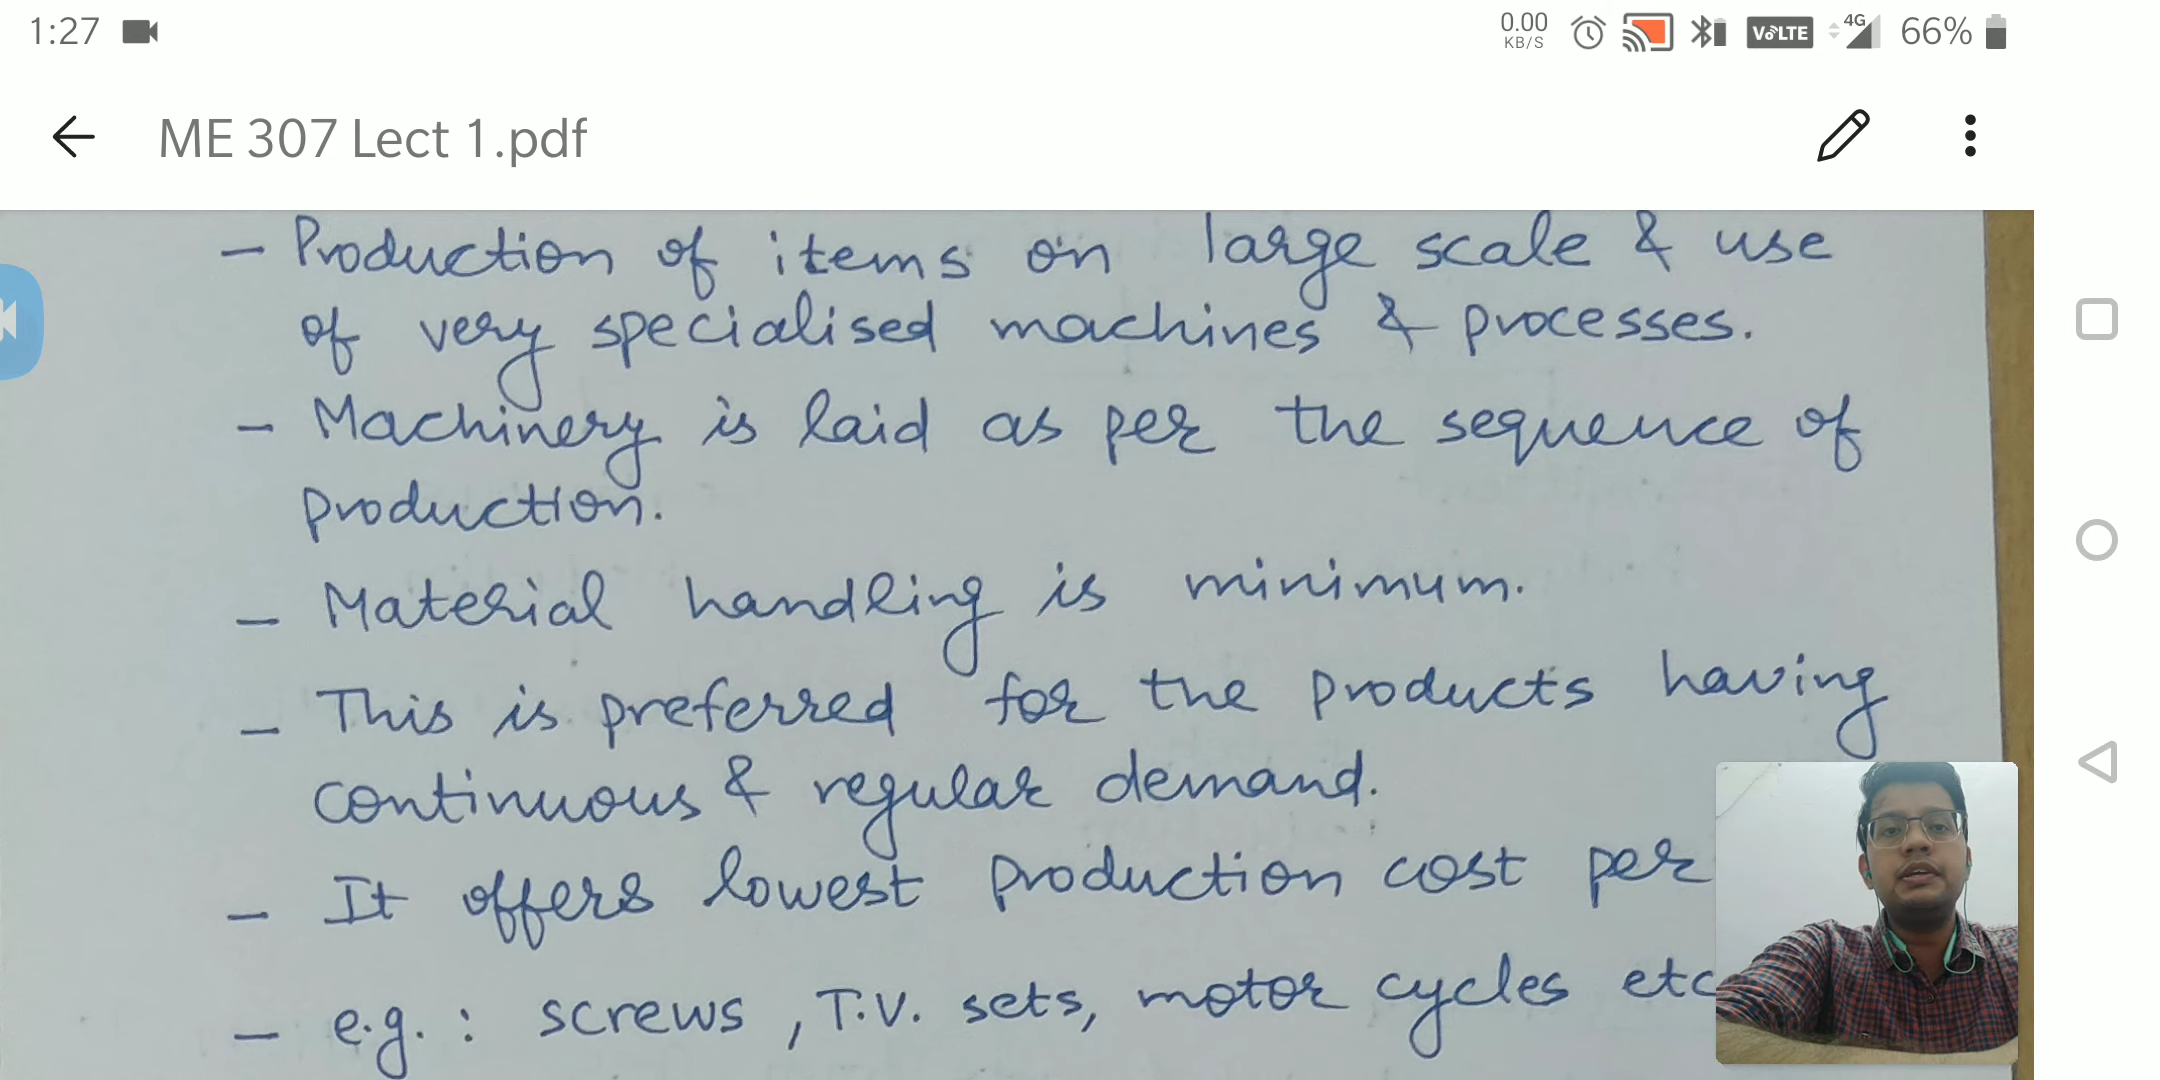 1:27
0.00
KB/S
VoLTE
4G
66%
ME 307 Lect 1.pdf
- Production of items on large scale & use
of very specialised machines & processes.
- Machinery is laid as per the sequence of
production.
- Material handling is minimum.
- This is preferred for the products having
continuous & regular demand.
- It offers lowest production cost per
- e.g. : screws, T.V. sets, motor cycles etc